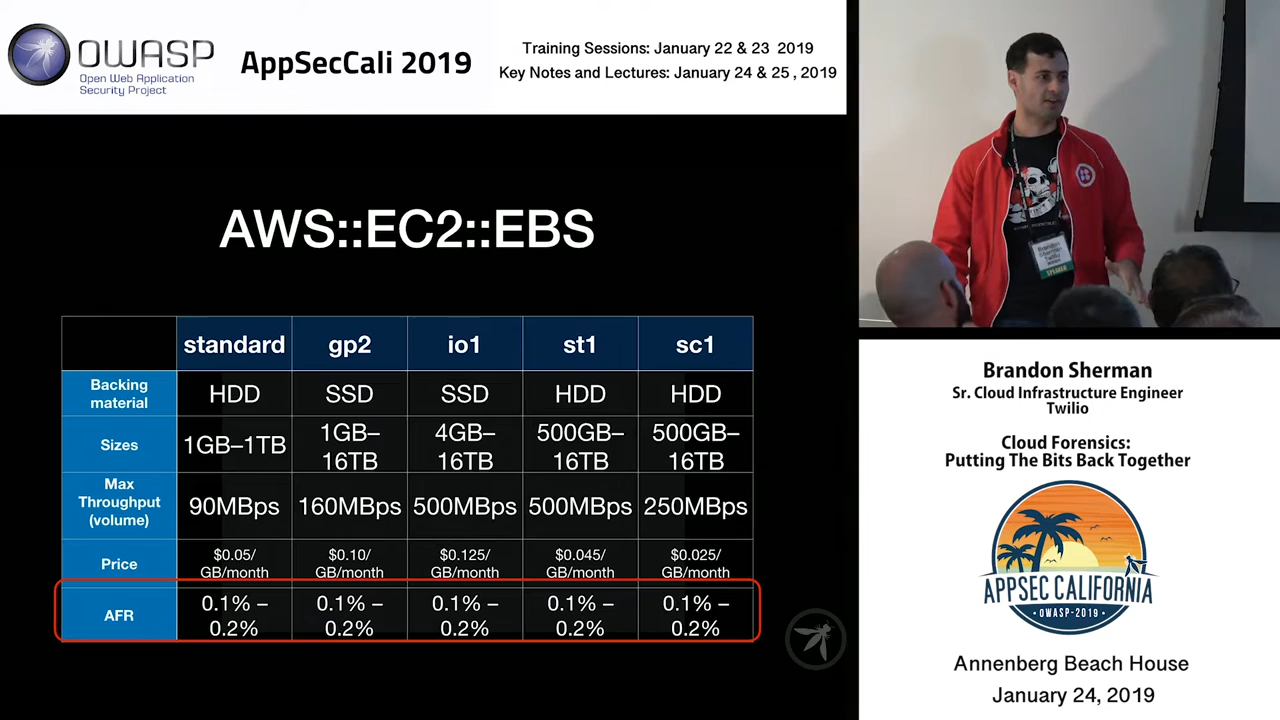 OWASP
Open Web Application
Security Project
AppSecCali 2019
Training Sessions: January 22 & 23 2019
Key Notes and Lectures: January 24 & 25 , 2019
AWS::EC2::EBS
standard gp2 io1 st1 sc1
Backing material HDD SSD SSD HDD HDD
Sizes 1GB–1TB 1GB–16TB 4GB–16TB 500GB–16TB 500GB–16TB
Max Throughput (volume) 90MBps 160MBps 500MBps 500MBps 250MBps
Price $0.05/GB/month $0.10/GB/month $0.125/GB/month $0.045/GB/month $0.025/GB/month
AFR 0.1% – 0.2% 0.1% – 0.2% 0.1% – 0.2% 0.1% – 0.2% 0.1% – 0.2%
Brandon
Sherman
Twilio
SPEAKER
Brandon Sherman
Sr. Cloud Infrastructure Engineer
Twilio
Cloud Forensics:
Putting The Bits Back Together
APPSEC CALIFORNIA
OWASP-2019
Annenberg Beach House
January 24, 2019